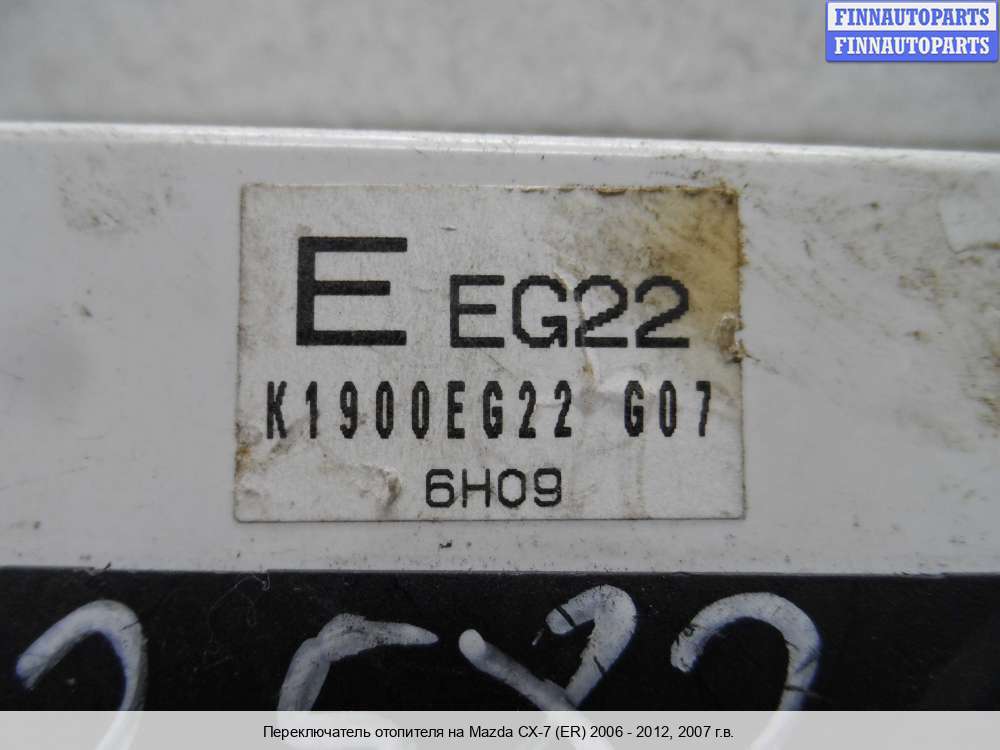 FINNAUTOPARTS
FINNAUTOPARTS
E EG22
K1900EG22 G07
6H09
Переключатель отопителя на Mazda CX-7 (ER) 2006 - 2012, 2007 г.в.